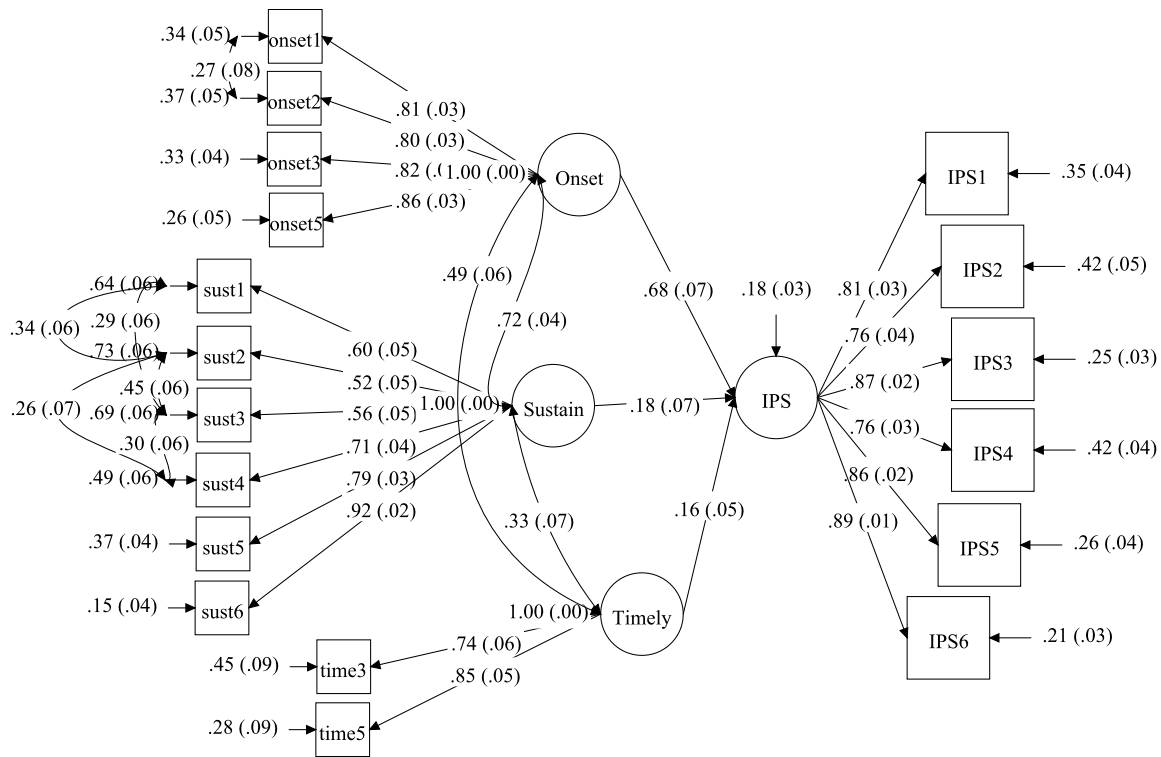 .34 (.05)
onset1
.27 (.08)
.37 (.05)
onset2
.81 (.03)
.80 (.03)
.33 (.04)
onset3
.82 (.0
1.00 (.00)
Onset
.86 (.03)
.26 (.05)
onset5
.64 (.06)
sust1
.34 (.06)
.29 (.06)
.73 (.06)
sust2
.45 (.06)
.26 (.07)
.69 (.06)
sust3
.30 (.06)
.49 (.06)
sust4
.37 (.04)
sust5
.15 (.04)
sust6
.60 (.05)
.52 (.05)
.56 (.05)
1.00 (.00)
Sustain
.71 (.04)
.79 (.03)
.92 (.02)
.49 (.06)
.72 (.04)
.33 (.07)
1.00 (.00)
Timely
.74 (.06)
.45 (.09)
time3
.85 (.05)
.28 (.09)
time5
.68 (.07)
.18 (.03)
.18 (.07)
IPS
.16 (.05)
.81 (.03)
.76 (.04)
.87 (.02)
.76 (.03)
.86 (.02)
.89 (.01)
IPS1
.35 (.04)
IPS2
.42 (.05)
IPS3
.25 (.03)
IPS4
.42 (.04)
IPS5
.26 (.04)
IPS6
.21 (.03)